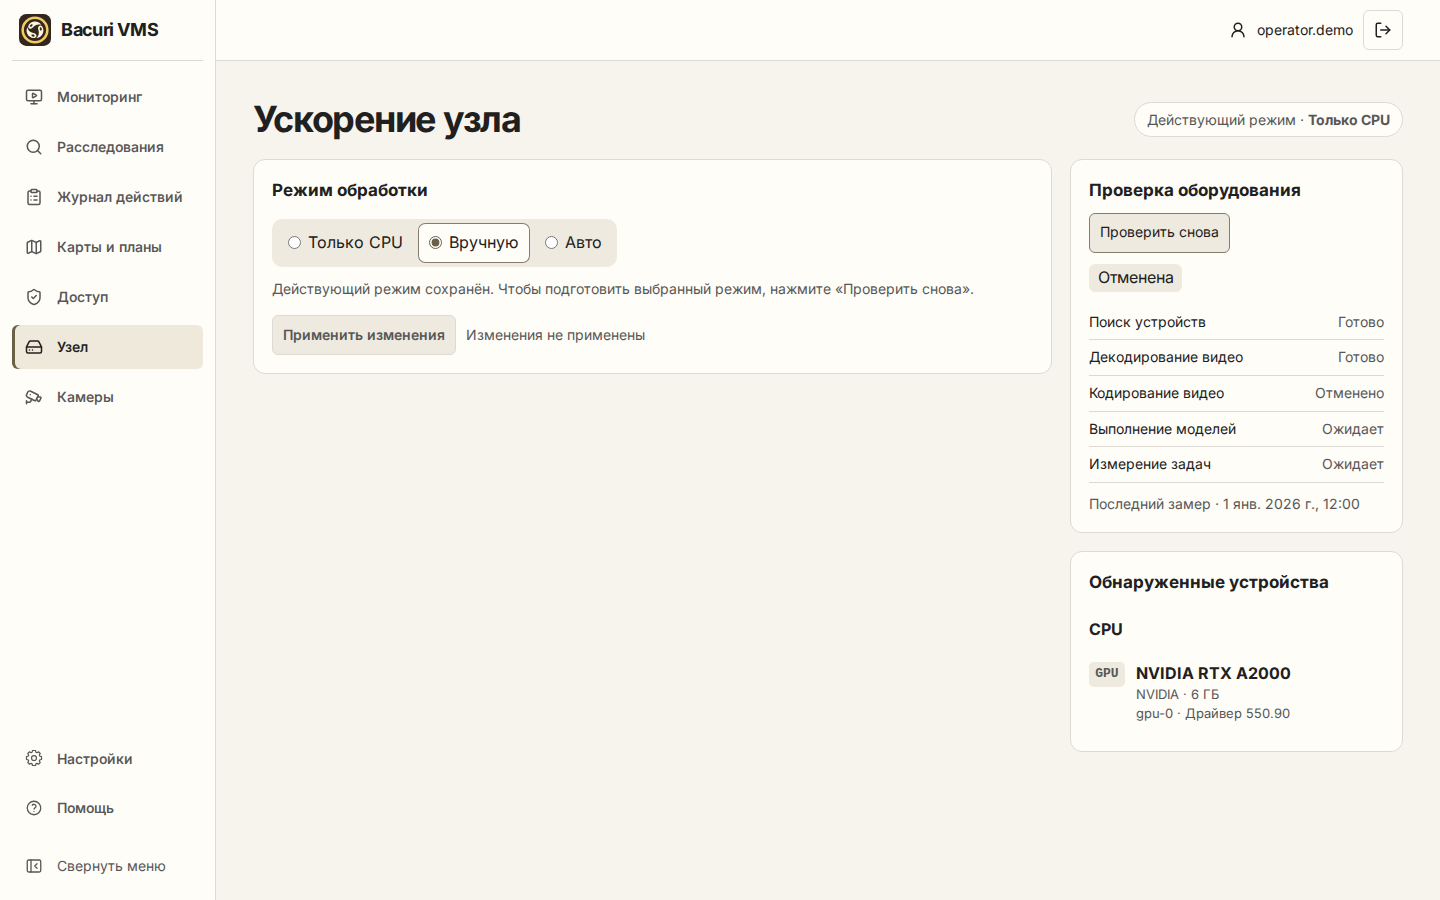 Bacuri VMS
operator.demo
Мониторинг
Расследования
Журнал действий
Карты и планы
Доступ
Узел
Камеры
Настройки
Помощь
Свернуть меню
Ускорение узла
Действующий режим · Только CPU
Режим обработки
Только CPU
Вручную
Авто
Действующий режим сохранён. Чтобы подготовить выбранный режим, нажмите «Проверить снова».
Применить изменения
Изменения не применены
Проверка оборудования
Проверить снова
Отменена
Поиск устройств Готово
Декодирование видео Готово
Кодирование видео Отменено
Выполнение моделей Ожидает
Измерение задач Ожидает
Последний замер · 1 янв. 2026 г., 12:00
Обнаруженные устройства
CPU
GPU NVIDIA RTX A2000
NVIDIA · 6 ГБ
gpu-0 · Драйвер 550.90